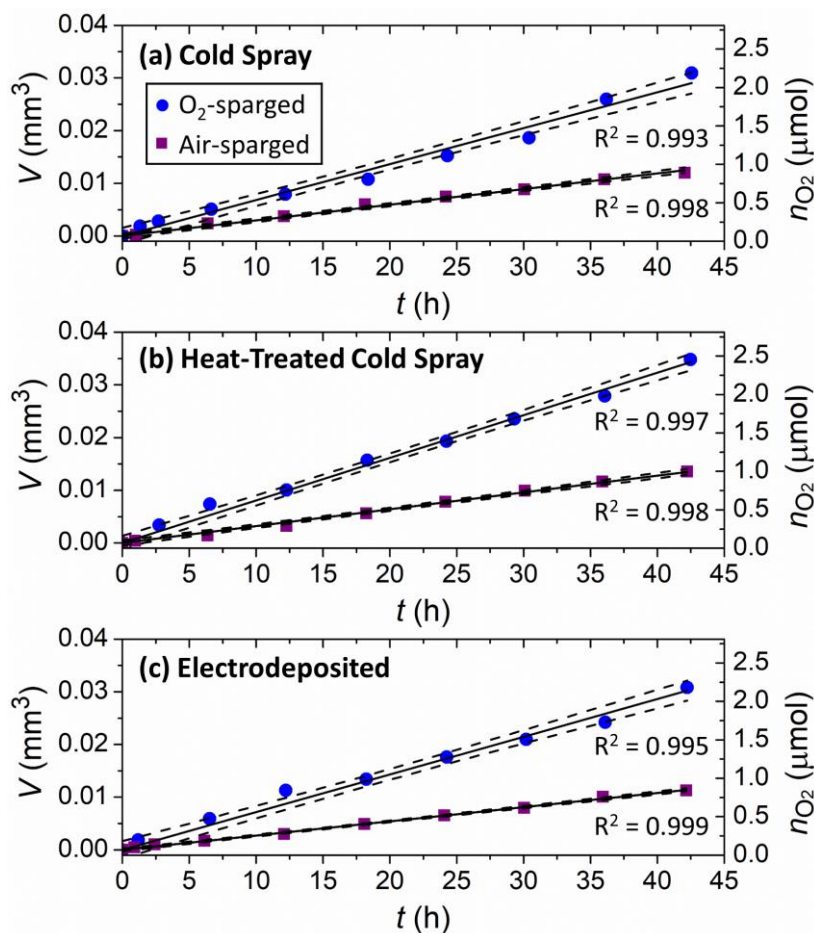 (a) Cold Spray
O₂-sparged
Air-sparged
R² = 0.993
R² = 0.998
0.04
0.03
0.02
0.01
0.00
V (mm³)
2.5
2.0
1.5
1.0
0.5
0.0
nO₂ (μmol)
0 5 10 15 20 25 30 35 40 45
t (h)
(b) Heat-Treated Cold Spray
R² = 0.997
R² = 0.998
0.04
0.03
0.02
0.01
0.00
V (mm³)
2.5
2.0
1.5
1.0
0.5
0.0
nO₂ (μmol)
0 5 10 15 20 25 30 35 40 45
t (h)
(c) Electrodeposited
R² = 0.995
R² = 0.999
0.04
0.03
0.02
0.01
0.00
V (mm³)
2.5
2.0
1.5
1.0
0.5
0.0
nO₂ (μmol)
0 5 10 15 20 25 30 35 40 45
t (h)